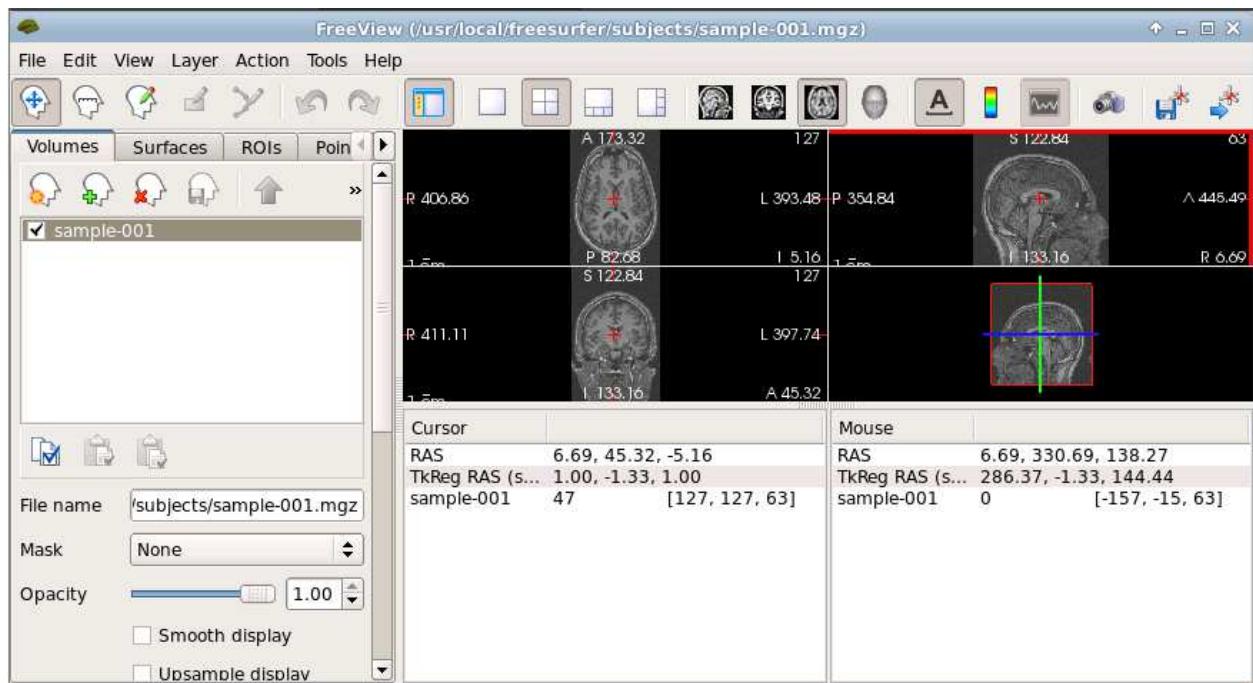 FreeView (/usr/local/freesurfer/subjects/sample-001.mgz)
File Edit View Layer Action Tools Help
A
Volumes Surfaces ROIs Poin
»
sample-001
A 173.32 127
R 406.86 L 393.48
P 82.68 I 5.16
S 122.84 63
P 354.84 A 445.49
I 133.16 R 6.69
S 122.84 127
R 411.11 L 397.74
I 133.16 A 45.32
Cursor
RAS 6.69, 45.32, -5.16
TkReg RAS (s... 1.00, -1.33, 1.00
sample-001 47 [127, 127, 63]
Mouse
RAS 6.69, 330.69, 138.27
TkReg RAS (s... 286.37, -1.33, 144.44
sample-001 0 [-157, -15, 63]
File name /subjects/sample-001.mgz
Mask None
Opacity 1.00
Smooth display
Upsample display